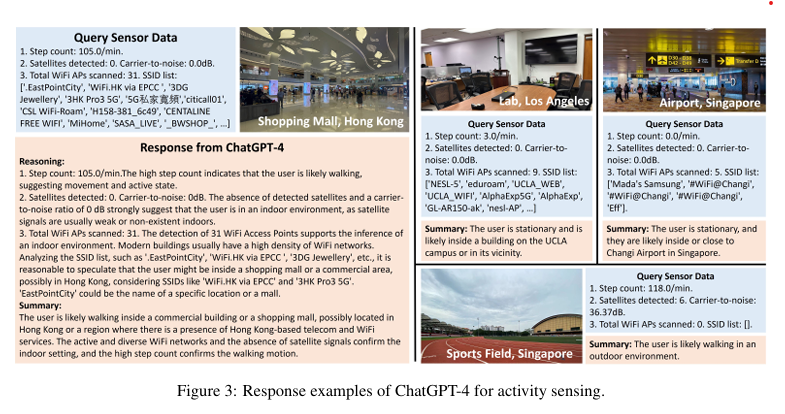 Query Sensor Data
1. Step count: 105.0/min.
2. Satellites detected: 0. Carrier-to-noise: 0.0dB.
3. Total WiFi APs scanned: 31. SSID list:
['.EastPointCity', 'WiFi.HK via EPCC ', '3DG
Jewellery', '3HK Pro3 5G', '5G私家寬頻','citicall01',
'CSL WiFi-Roam', 'H158-381_6c49', 'CENTALINE
FREE WIFI', 'MiHome', 'SASA_LIVE', '_BWSHOP_', …]
Shopping Mall, Hong Kong
Response from ChatGPT-4
Reasoning:
1. Step count: 105.0/min.The high step count indicates that the user is likely walking,
suggesting movement and active state.
2. Satellites detected: 0. Carrier-to-noise: 0dB. The absence of detected satellites and a carrier-
to-noise ratio of 0 dB strongly suggest that the user is in an indoor environment, as satellite
signals are usually weak or non-existent indoors.
3. Total WiFi APs scanned: 31. The detection of 31 WiFi Access Points supports the inference of
an indoor environment. Modern buildings usually have a high density of WiFi networks.
Analyzing the SSID list, such as '.EastPointCity', 'WiFi.HK via EPCC ', '3DG Jewellery', etc., it is
reasonable to speculate that the user might be inside a shopping mall or a commercial area,
possibly in Hong Kong, considering SSIDs like 'WiFi.HK via EPCC' and '3HK Pro3 5G'.
'EastPointCity' could be the name of a specific location or a mall.
Summary:
The user is likely walking inside a commercial building or a shopping mall, possibly located in
Hong Kong or a region where there is a presence of Hong Kong-based telecom and WiFi
services. The active and diverse WiFi networks and the absence of satellite signals confirm the
indoor setting, and the high step count confirms the walking motion.
Lab, Los Angeles
Query Sensor Data
1. Step count: 3.0/min.
2. Satellites detected: 0. Carrier-to-
noise: 0.0dB.
3. Total WiFi APs scanned: 9. SSID list:
['NESL-5', 'eduroam', 'UCLA_WEB',
'UCLA_WIFI', 'AlphaExp5G', 'AlphaExp',
'GL-AR150-ak', 'nesl-AP', …]
Summary: The user is stationary and is
likely inside a building on the UCLA
campus or in its vicinity.
Airport, Singapore
Query Sensor Data
1. Step count: 0.0/min.
2. Satellites detected: 0. Carrier-to-
noise: 0.0dB.
3. Total WiFi APs scanned: 5. SSID list:
['Mada's Samsung', '#WiFi@Changi',
'#WiFi@Changi', '#WiFi@Changi',
'Eff'].
Summary: The user is stationary, and
they are likely inside or close to
Changi Airport in Singapore.
Sports Field, Singapore
Query Sensor Data
1. Step count: 118.0/min.
2. Satellites detected: 6. Carrier-to-noise:
36.37dB.
3. Total WiFi APs scanned: 0. SSID list: [].
Summary: The user is likely walking in an
outdoor environment.
Figure 3: Response examples of ChatGPT-4 for activity sensing.